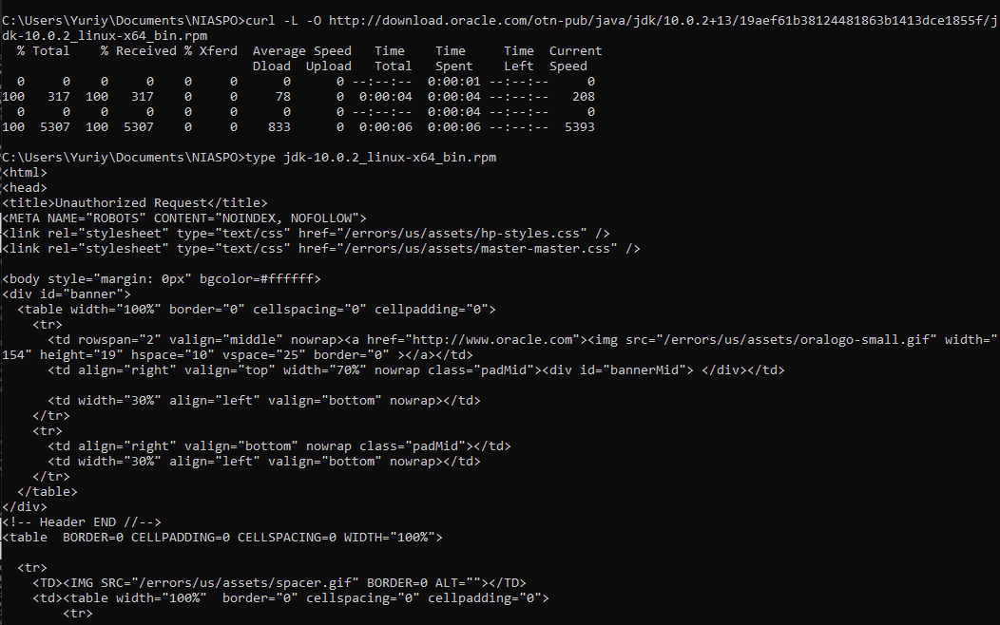 C:\Users\Yuriy\Documents\NIASPO>curl -L -O http://download.oracle.com/otn-pub/java/jdk/10.0.2+13/19aef61b38124481863b1413dce1855f/j
dk-10.0.2_linux-x64_bin.rpm
  % Total    % Received % Xferd  Average Speed   Time    Time     Time  Current
                                 Dload  Upload   Total   Spent    Left  Speed
  0     0    0     0    0     0      0      0 --:--:--  0:00:01 --:--:--     0
100   317  100   317    0     0     78      0  0:00:04  0:00:04 --:--:--   208
  0     0    0     0    0     0      0      0 --:--:--  0:00:04 --:--:--     0
100  5307  100  5307    0     0    833      0  0:00:06  0:00:06 --:--:--  5393
C:\Users\Yuriy\Documents\NIASPO>type jdk-10.0.2_linux-x64_bin.rpm
<html>
<head>
<title>Unauthorized Request</title>
<META NAME="ROBOTS" CONTENT="NOINDEX, NOFOLLOW">
<link rel="stylesheet" type="text/css" href="/errors/us/assets/hp-styles.css" />
<link rel="stylesheet" type="text/css" href="/errors/us/assets/master-master.css" />
<body style="margin: 0px" bgcolor=#ffffff>
<div id="banner">
  <table width="100%" border="0" cellspacing="0" cellpadding="0">
    <tr>
      <td rowspan="2" valign="middle" nowrap><a href="http://www.oracle.com"><img src="/errors/us/assets/oralogo-small.gif" width="
154" height="19" hspace="10" vspace="25" border="0" ></a></td>
      <td align="right" valign="top" width="70%" nowrap class="padMid"><div id="bannerMid"> </div></td>
      <td width="30%" align="left" valign="bottom" nowrap></td>
    </tr>
    <tr>
      <td align="right" valign="bottom" nowrap class="padMid"></td>
      <td width="30%" align="left" valign="bottom" nowrap></td>
    </tr>
  </table>
</div>
<!-- Header END //-->
<table  BORDER=0 CELLPADDING=0 CELLSPACING=0 WIDTH="100%">
  <tr>
    <TD><IMG SRC="/errors/us/assets/spacer.gif" BORDER=0 ALT=""></TD>
    <td><table width="100%"  border="0" cellspacing="0" cellpadding="0">
        <tr>